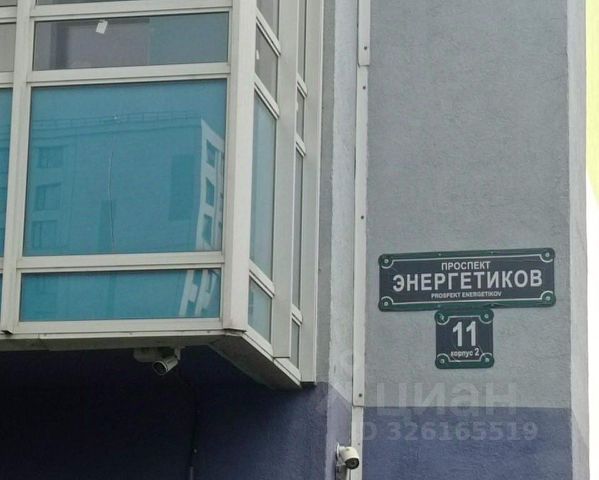 ПРОСПЕКТ
ЭНЕРГЕТИКОВ
PROSPEKT ENERGETIKOV
11
корпус 2
циан
ID 326165519